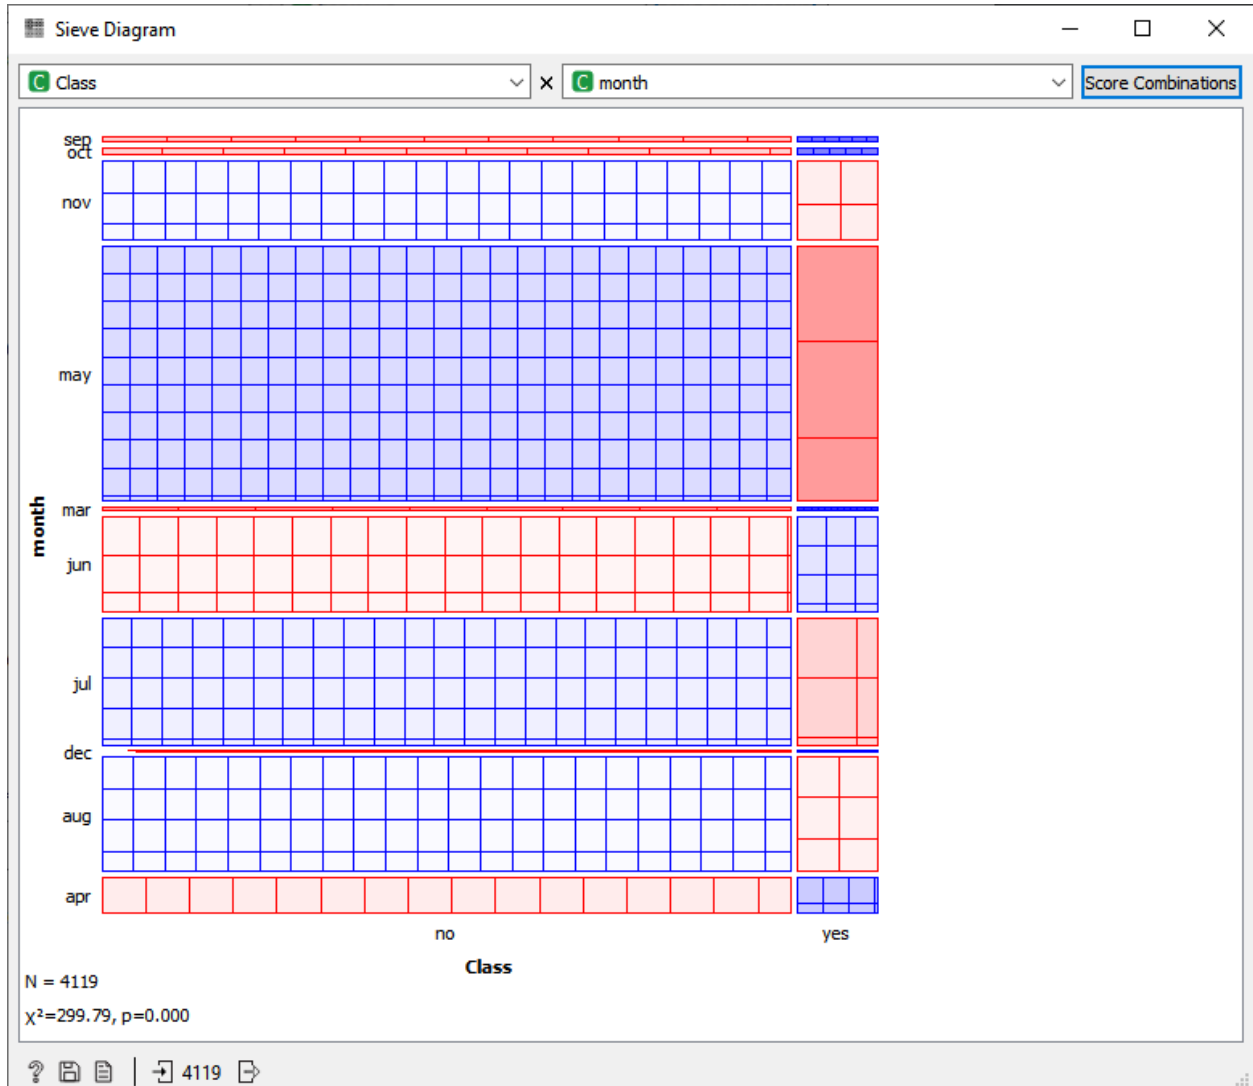 Sieve Diagram
C Class × C month Score Combinations
sep
oct
nov
may
mar
jun
jul
dec
aug
apr
month
no yes
Class
N = 4119
χ²=299.79, p=0.000
? 4119